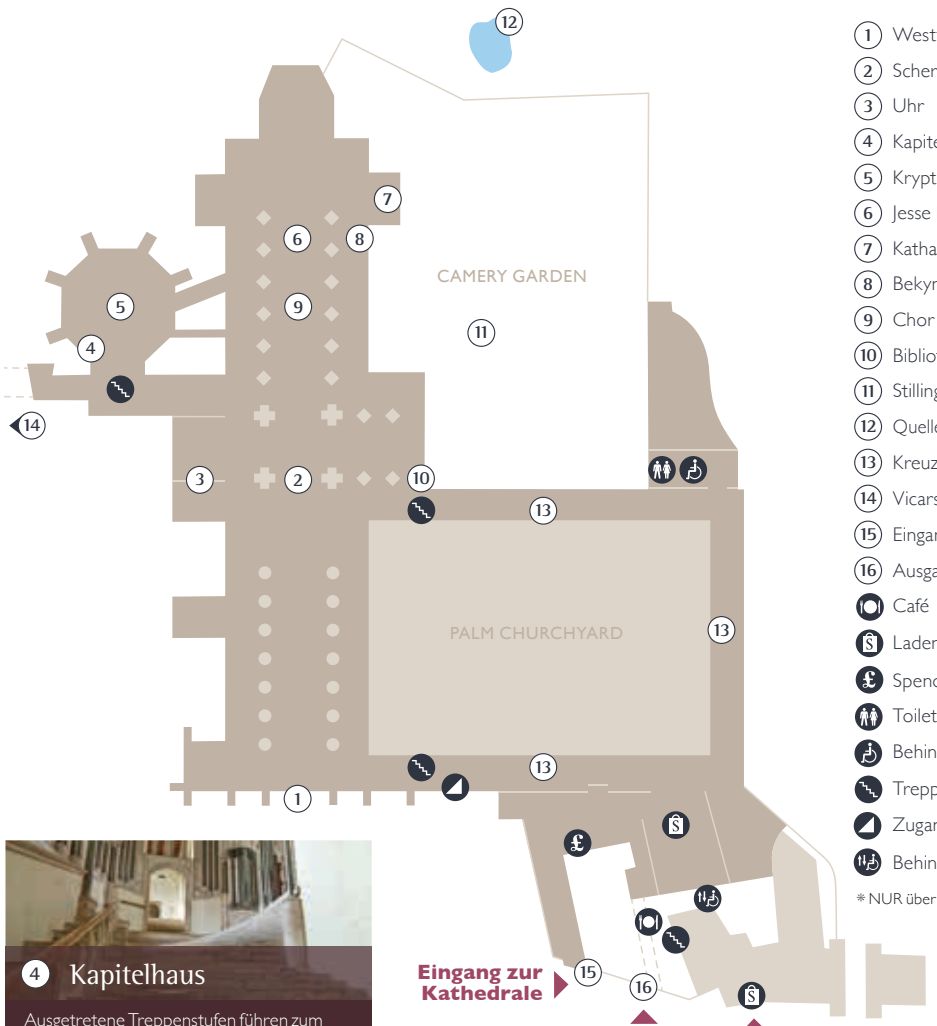 12
7
6
8
CAMERY GARDEN
5
9
11
4
14
3
2
10
13
PALM CHURCHYARD
13
13
1
£
S
15
16
S
Eingang zur
Kathedrale
4 Kapitelhaus
Ausgetretene Treppenstufen führen zum
1 West
2 Scher
3 Uhr
4 Kapite
5 Krypt
6 Jesse
7 Katha
8 Bekyn
9 Chor
10 Biblio
11 Stilling
12 Quelle
13 Kreuz
14 Vicars
15 Eingan
16 Ausga
Café
S Laden
£ Spend
Toilet
Behin
Trepp
Zugan
Behin
* NUR über